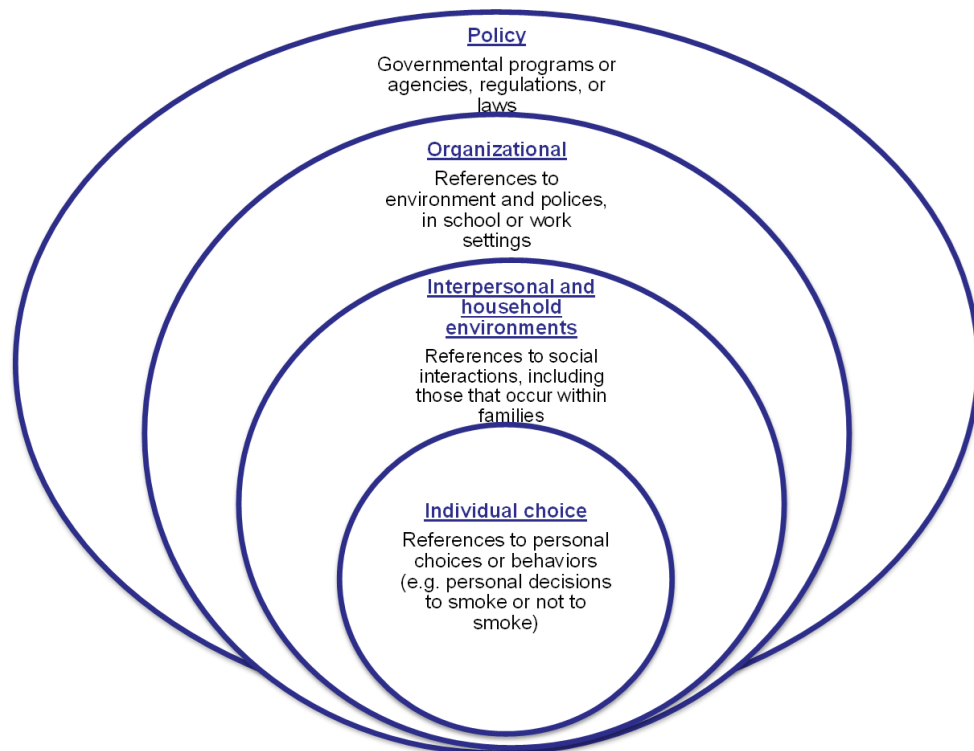 Policy
Governmental programs or
agencies, regulations, or
laws
Organizational
References to
environment and polices,
in school or work
settings
Interpersonal and
household
environments
References to social
interactions, including
those that occur within
families
Individual choice
References to personal
choices or behaviors
(e.g. personal decisions
to smoke or not to
smoke)